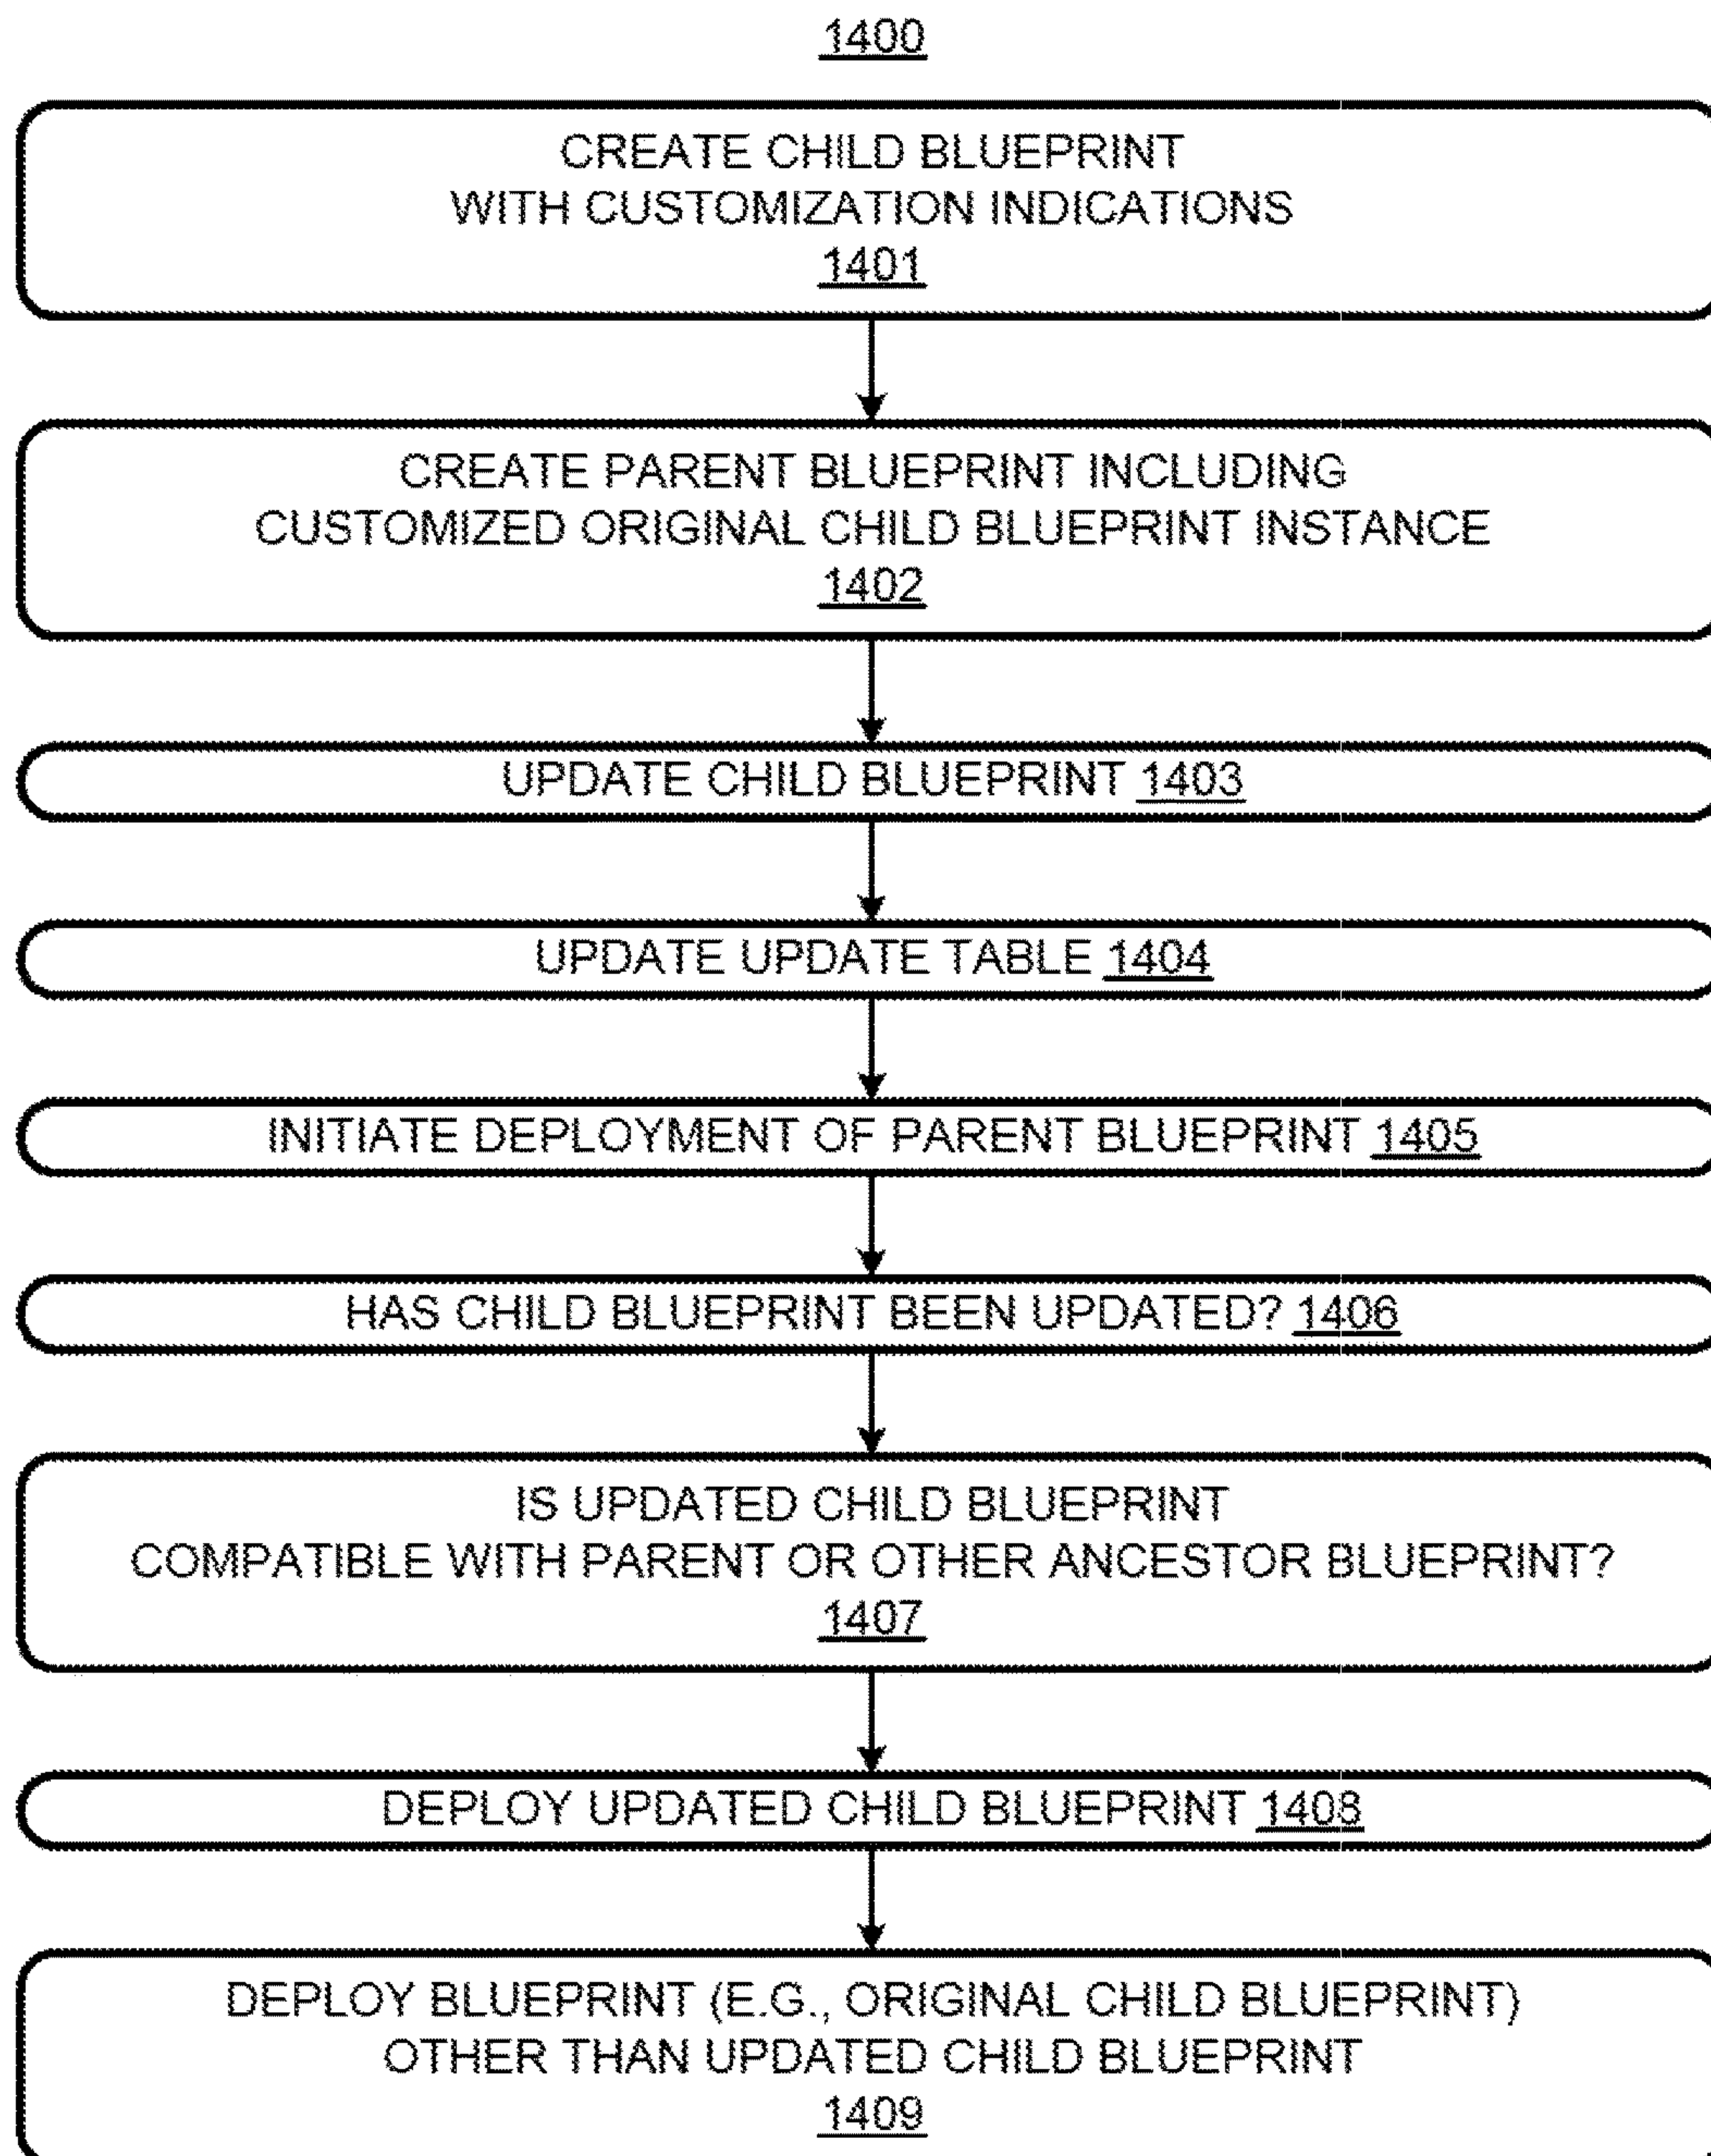 1400
CREATE CHILD BLUEPRINT
WITH CUSTOMIZATION INDICATIONS
1401
CREATE PARENT BLUEPRINT INCLUDING
CUSTOMIZED ORIGINAL CHILD BLUEPRINT INSTANCE
1402
UPDATE CHILD BLUEPRINT 1403
UPDATE UPDATE TABLE 1404
INITIATE DEPLOYMENT OF PARENT BLUEPRINT 1405
HAS CHILD BLUEPRINT BEEN UPDATED? 1406
IS UPDATED CHILD BLUEPRINT
COMPATIBLE WITH PARENT OR OTHER ANCESTOR BLUEPRINT?
1407
DEPLOY UPDATED CHILD BLUEPRINT 1408
DEPLOY BLUEPRINT (E.G., ORIGINAL CHILD BLUEPRINT)
OTHER THAN UPDATED CHILD BLUEPRINT
1409